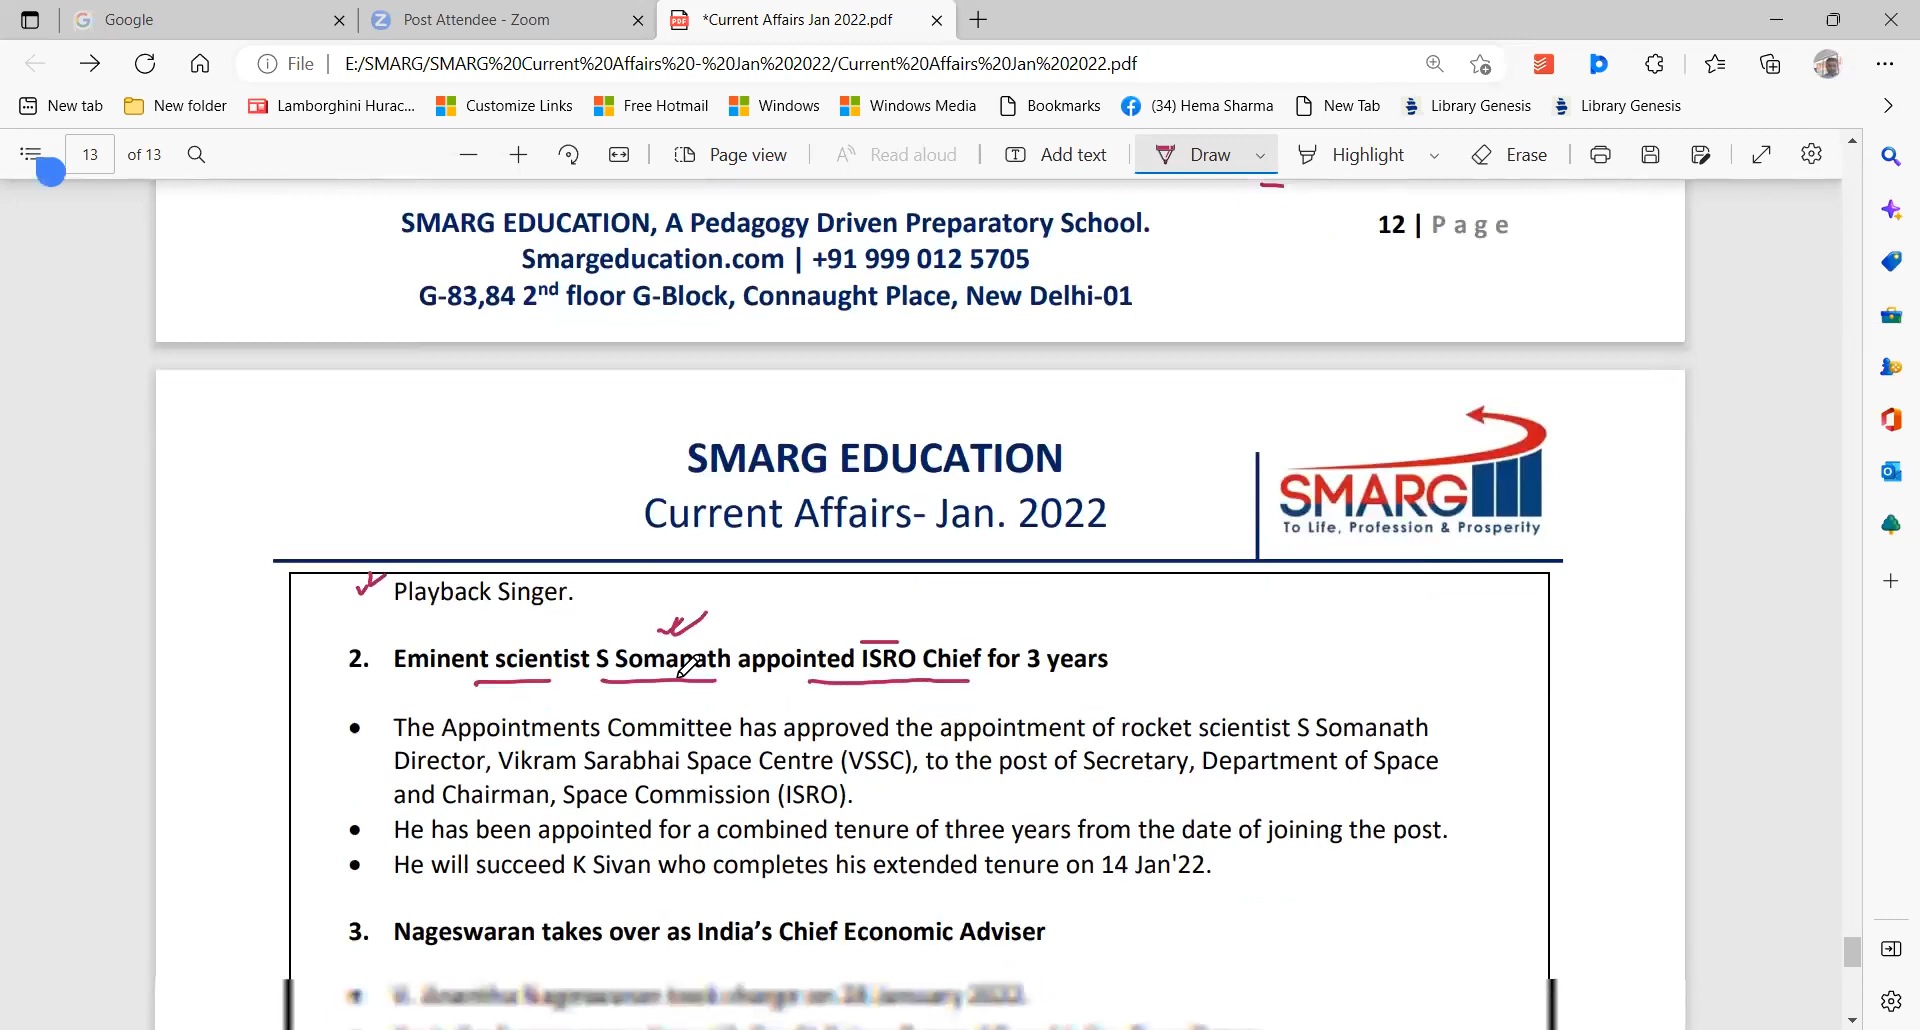 Google
Post Attendee - Zoom
*Current Affairs Jan 2022.pdf
File
E:/SMARG/SMARG%20Current%20Affairs%20-%20Jan%202022/Current%20Affairs%20Jan%202022.pdf
New tab
New folder
Lamborghini Hurac...
Customize Links
Free Hotmail
Windows
Windows Media
Bookmarks
(34) Hema Sharma
New Tab
Library Genesis
Library Genesis
13
of 13
Page view
Read aloud
Add text
Draw
Highlight
Erase
SMARG EDUCATION, A Pedagogy Driven Preparatory School.
12 | Page
Smargeducation.com | +91 999 012 5705
G-83,84 2nd floor G-Block, Connaught Place, New Delhi-01
SMARG EDUCATION
Current Affairs- Jan. 2022
SMARG
To Life, Profession & Prosperity
Playback Singer.
2. Eminent scientist S Somanath appointed ISRO Chief for 3 years
• The Appointments Committee has approved the appointment of rocket scientist S Somanath
Director, Vikram Sarabhai Space Centre (VSSC), to the post of Secretary, Department of Space
and Chairman, Space Commission (ISRO).
• He has been appointed for a combined tenure of three years from the date of joining the post.
• He will succeed K Sivan who completes his extended tenure on 14 Jan'22.
3. Nageswaran takes over as India’s Chief Economic Adviser